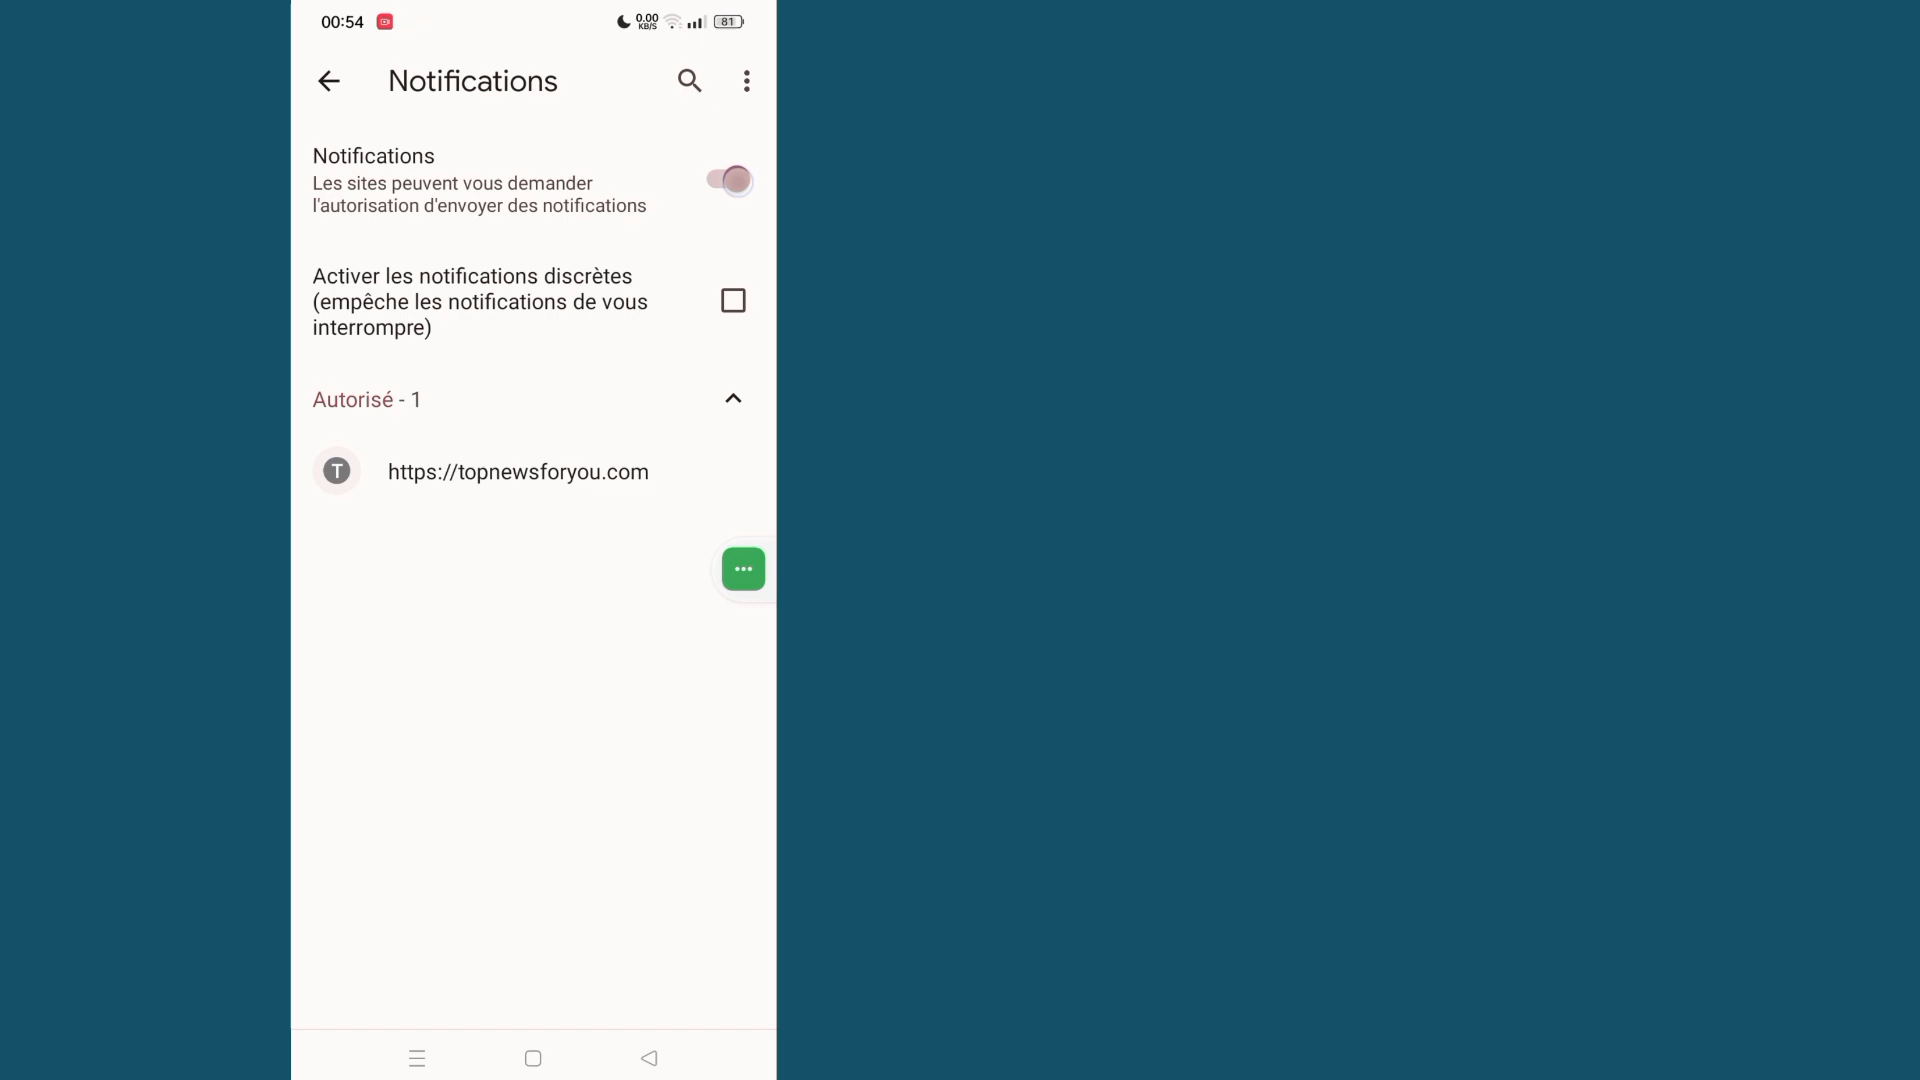 00:54
0.00
KB/S
81
Notifications
Notifications
Les sites peuvent vous demander
l'autorisation d'envoyer des notifications
Activer les notifications discrètes
(empêche les notifications de vous
interrompre)
Autorisé - 1
T
https://topnewsforyou.com